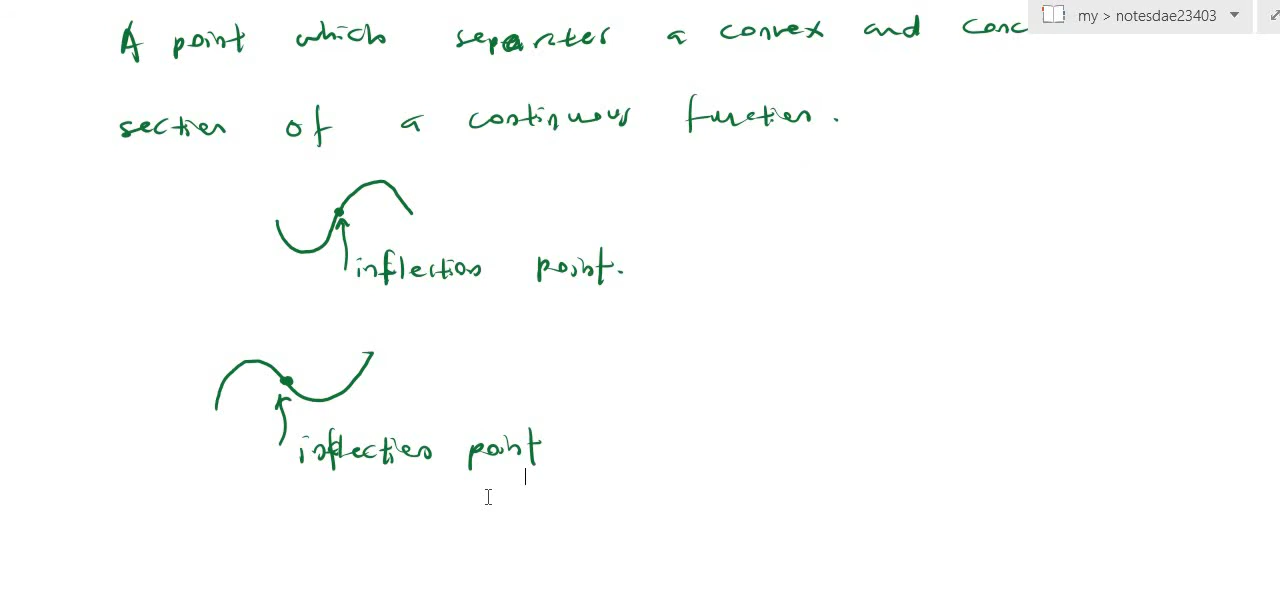 A point which separates a convex and conc
my > notesdae23403
section of a continuous function.
inflection point.
inflection point